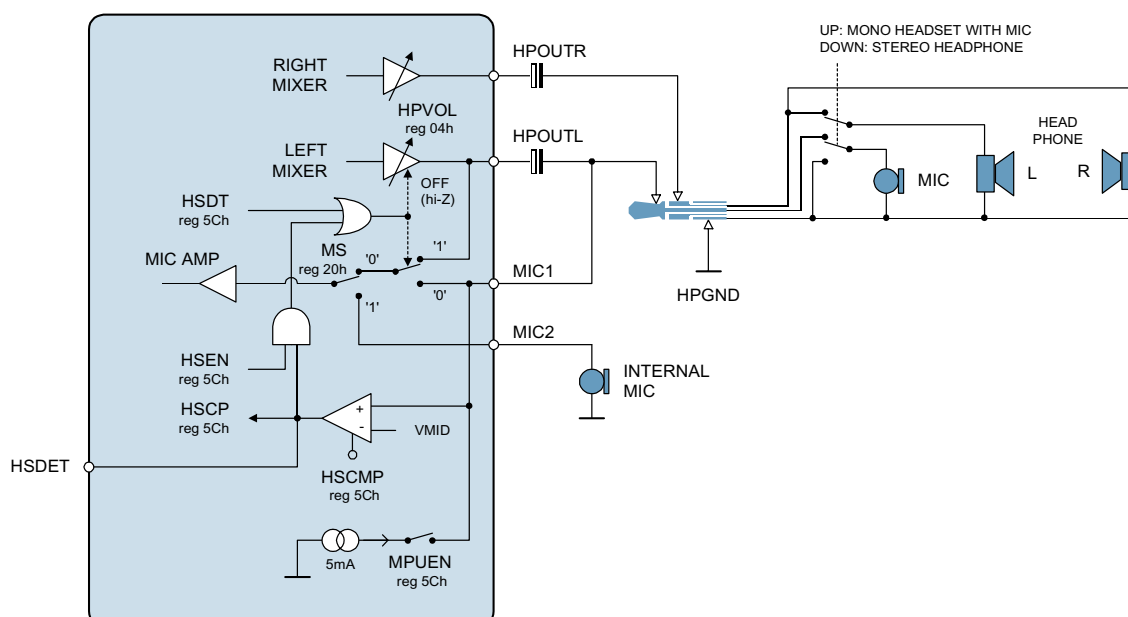 UP: MONO HEADSET WITH MIC
DOWN: STEREO HEADPHONE
HPOUTR
RIGHT
MIXER
HPVOL
reg 04h
HPOUTL
LEFT
MIXER
OFF
(hi-Z)
HEAD
PHONE
L
R
MIC
HSDT
reg 5Ch
MS
reg 20h
'0'
'1'
MIC AMP
'1'
'0'
MIC1
HPGND
MIC2
HSEN
reg 5Ch
INTERNAL
MIC
HSCP
reg 5Ch
+
-
VMID
HSDET
HSCMP
reg 5Ch
5mA
MPUEN
reg 5Ch